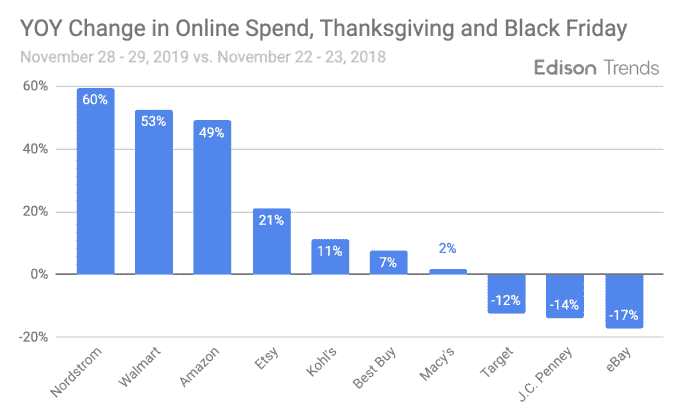 YOY Change in Online Spend, Thanksgiving and Black Friday
November 28 - 29, 2019 vs. November 22 - 23, 2018
Edison Trends
60%
40%
20%
0%
-20%
60%
53%
49%
21%
11%
7%
2%
-12%
-14%
-17%
Nordstrom
Walmart
Amazon
Etsy
Kohl's
Best Buy
Macy's
Target
J.C. Penney
eBay